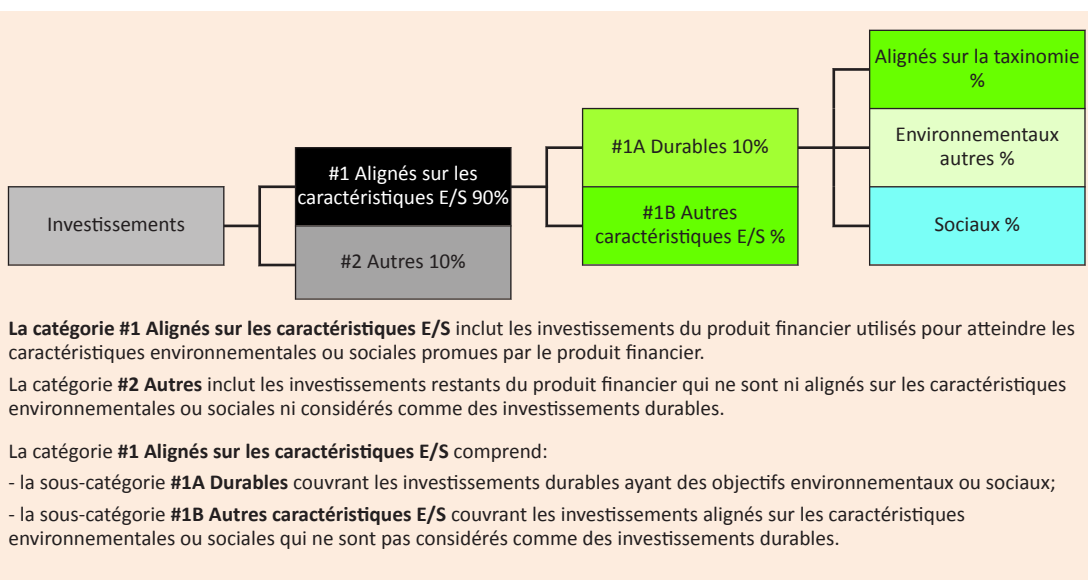 Investissements
#1 Alignés sur les
caractéristiques E/S 90%
#2 Autres 10%
#1A Durables 10%
#1B Autres
caractéristiques E/S %
Alignés sur la taxinomie
%
Environnementaux
autres %
Sociaux %
La catégorie #1 Alignés sur les caractéristiques E/S inclut les investissements du produit financier utilisés pour atteindre les
caractéristiques environnementales ou sociales promues par le produit financier.
La catégorie #2 Autres inclut les investissements restants du produit financier qui ne sont ni alignés sur les caractéristiques
environnementales ou sociales ni considérés comme des investissements durables.
La catégorie #1 Alignés sur les caractéristiques E/S comprend:
- la sous-catégorie #1A Durables couvrant les investissements durables ayant des objectifs environnementaux ou sociaux;
- la sous-catégorie #1B Autres caractéristiques E/S couvrant les investissements alignés sur les caractéristiques
environnementales ou sociales qui ne sont pas considérés comme des investissements durables.